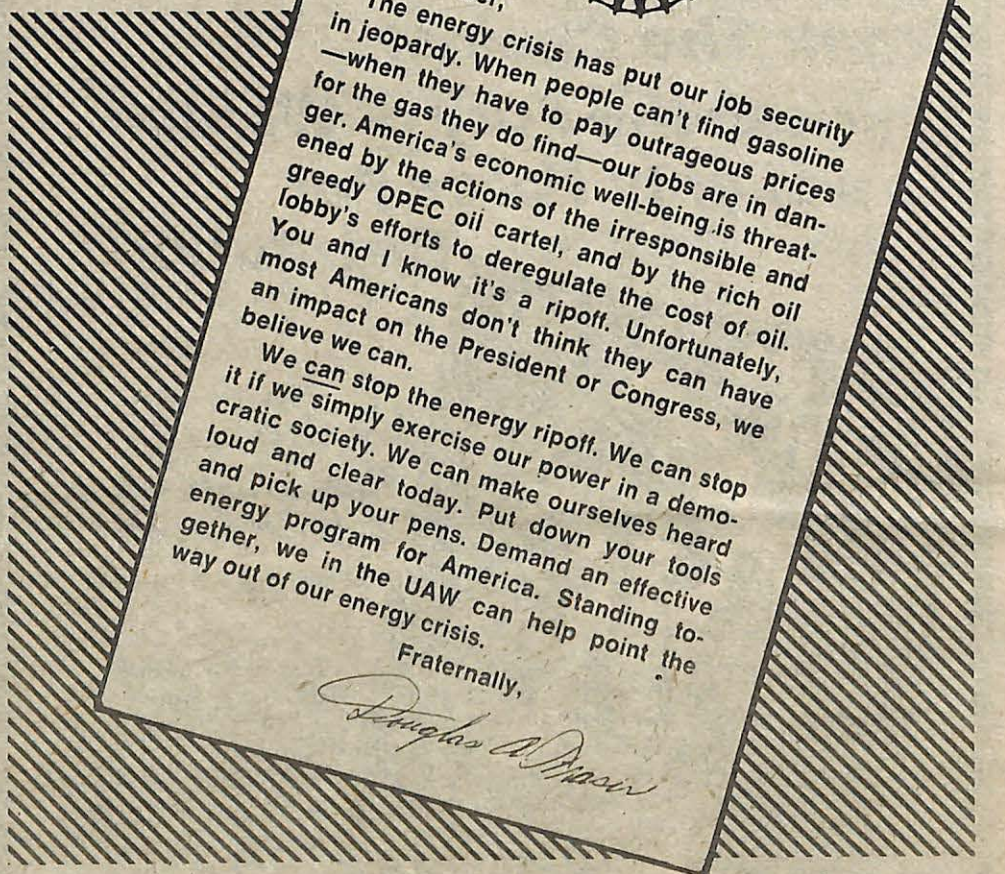 The energy crisis has put our job security
in jeopardy. When people can't find gasoline
—when they have to pay outrageous prices
for the gas they do find—our jobs are in dan-
ger. America's economic well-being is threat-
ened by the actions of the irresponsible and
greedy OPEC oil cartel, and by the rich oil
lobby's efforts to deregulate the cost of oil.
You and I know it's a ripoff. Unfortunately,
most Americans don't think they can have
an impact on the President or Congress, we
believe we can.
We can stop the energy ripoff. We can stop
it if we simply exercise our power in a demo-
cratic society. We can make ourselves heard
loud and clear today. Put down your tools
and pick up your pens. Demand an effective
energy program for America. Standing to-
gether, we in the UAW can help point the
way out of our energy crisis.
Fraternally,
Douglas A Fraser